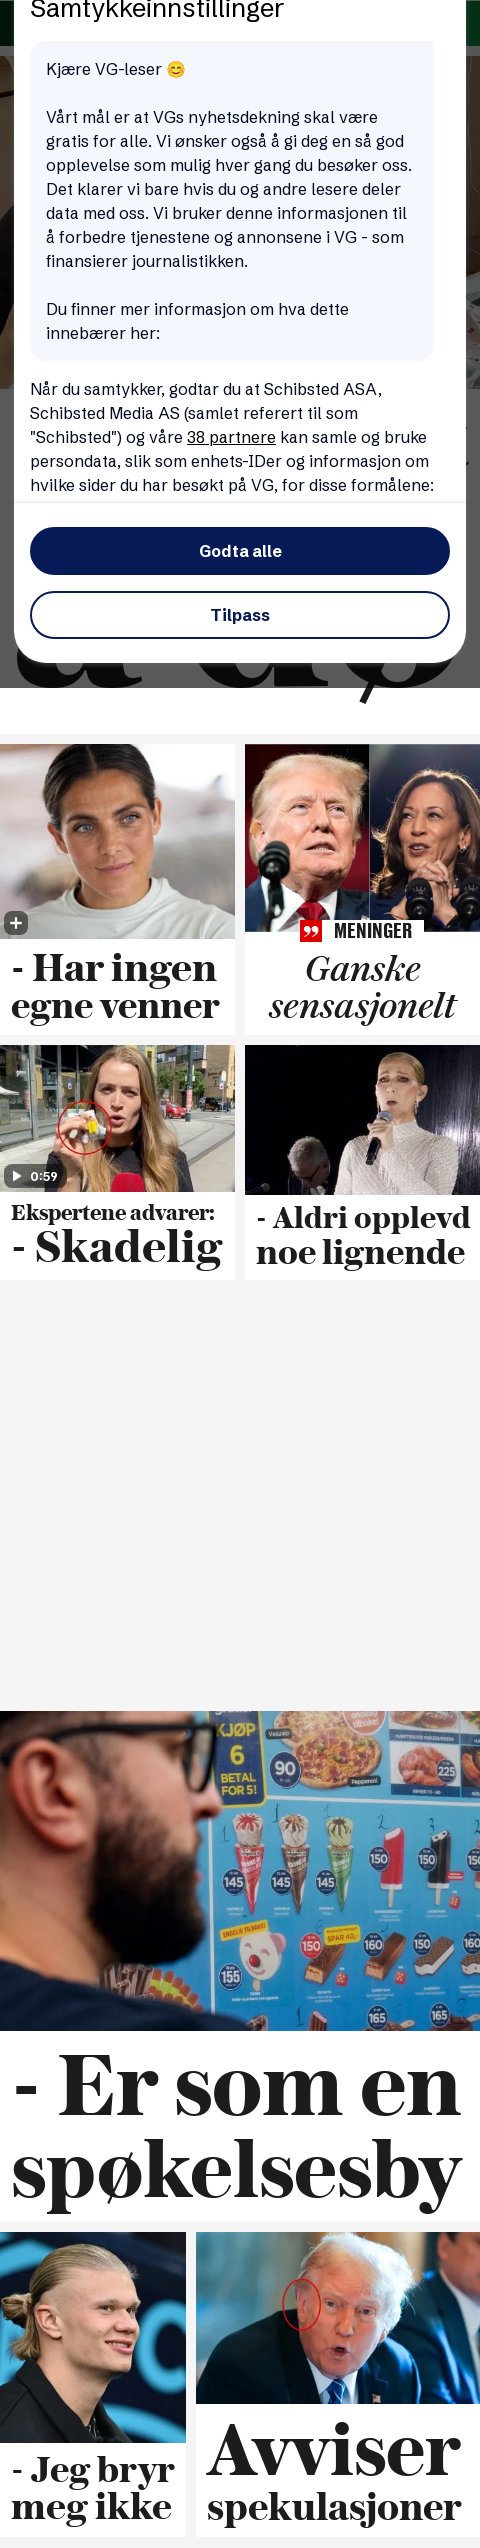 Samtykkeinnstillinger
Kjære VG-leser 😊
Vårt mål er at VGs nyhetsdekning skal være
gratis for alle. Vi ønsker også å gi deg en så god
opplevelse som mulig hver gang du besøker oss.
Det klarer vi bare hvis du og andre lesere deler
data med oss. Vi bruker denne informasjonen til
å forbedre tjenestene og annonsene i VG - som
finansierer journalistikken.
Du finner mer informasjon om hva dette
innebærer her:
Når du samtykker, godtar du at Schibsted ASA,
Schibsted Media AS (samlet referert til som
"Schibsted") og våre 38 partnere kan samle og bruke
persondata, slik som enhets-IDer og informasjon om
hvilke sider du har besøkt på VG, for disse formålene:
Godta alle
Tilpass
- Har ingen
egne venner
MENINGER
Ganske
sensasjonelt
0:59
Ekspertene advarer:
- Skadelig
- Aldri opplevd
noe lignende
KJØP
6
BETAL
FOR 5!
90
Pepperoni
225
145
145
145
150
150
150
ENDELIG TILBAKE!
SPAR 40,-
155
150
160
160
160
165
165
- Er som en
spøkelsesby
- Jeg bryr
meg ikke
Avviser
spekulasjoner